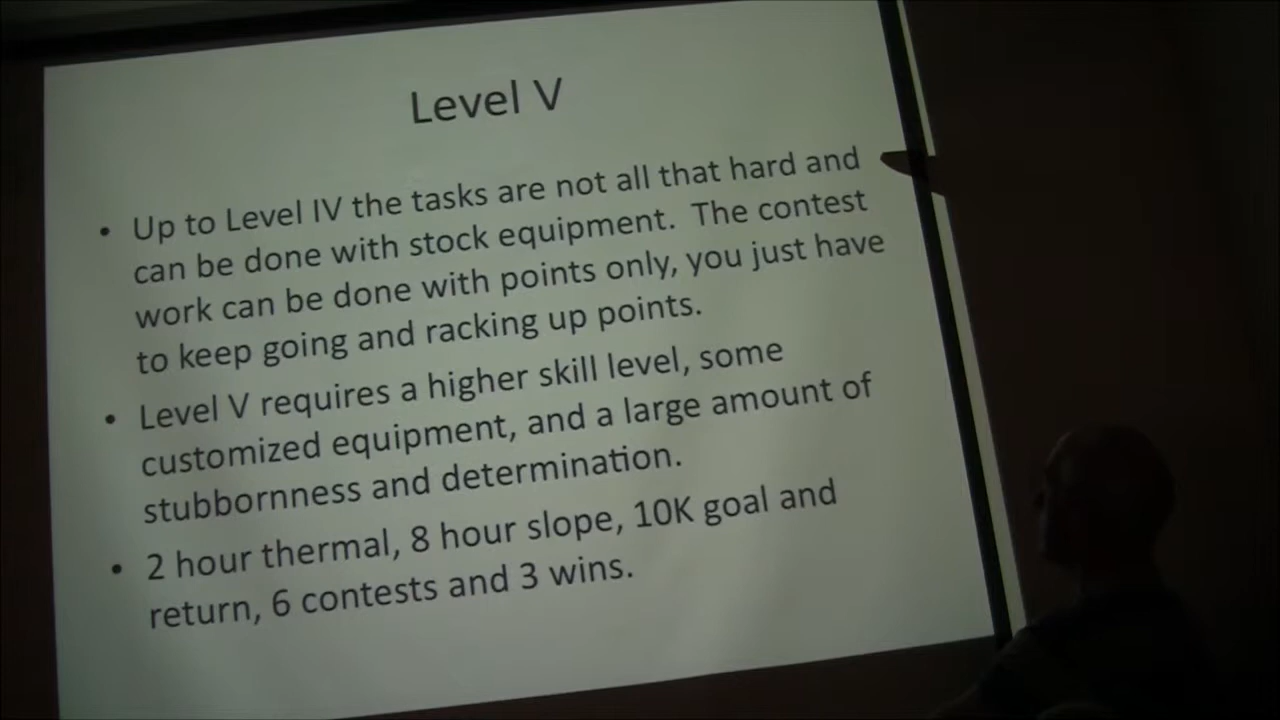 Level V
• Up to Level IV the tasks are not all that hard and
can be done with stock equipment. The contest
work can be done with points only, you just have
to keep going and racking up points.
• Level V requires a higher skill level, some
customized equipment, and a large amount of
stubbornness and determination.
• 2 hour thermal, 8 hour slope, 10K goal and
return, 6 contests and 3 wins.